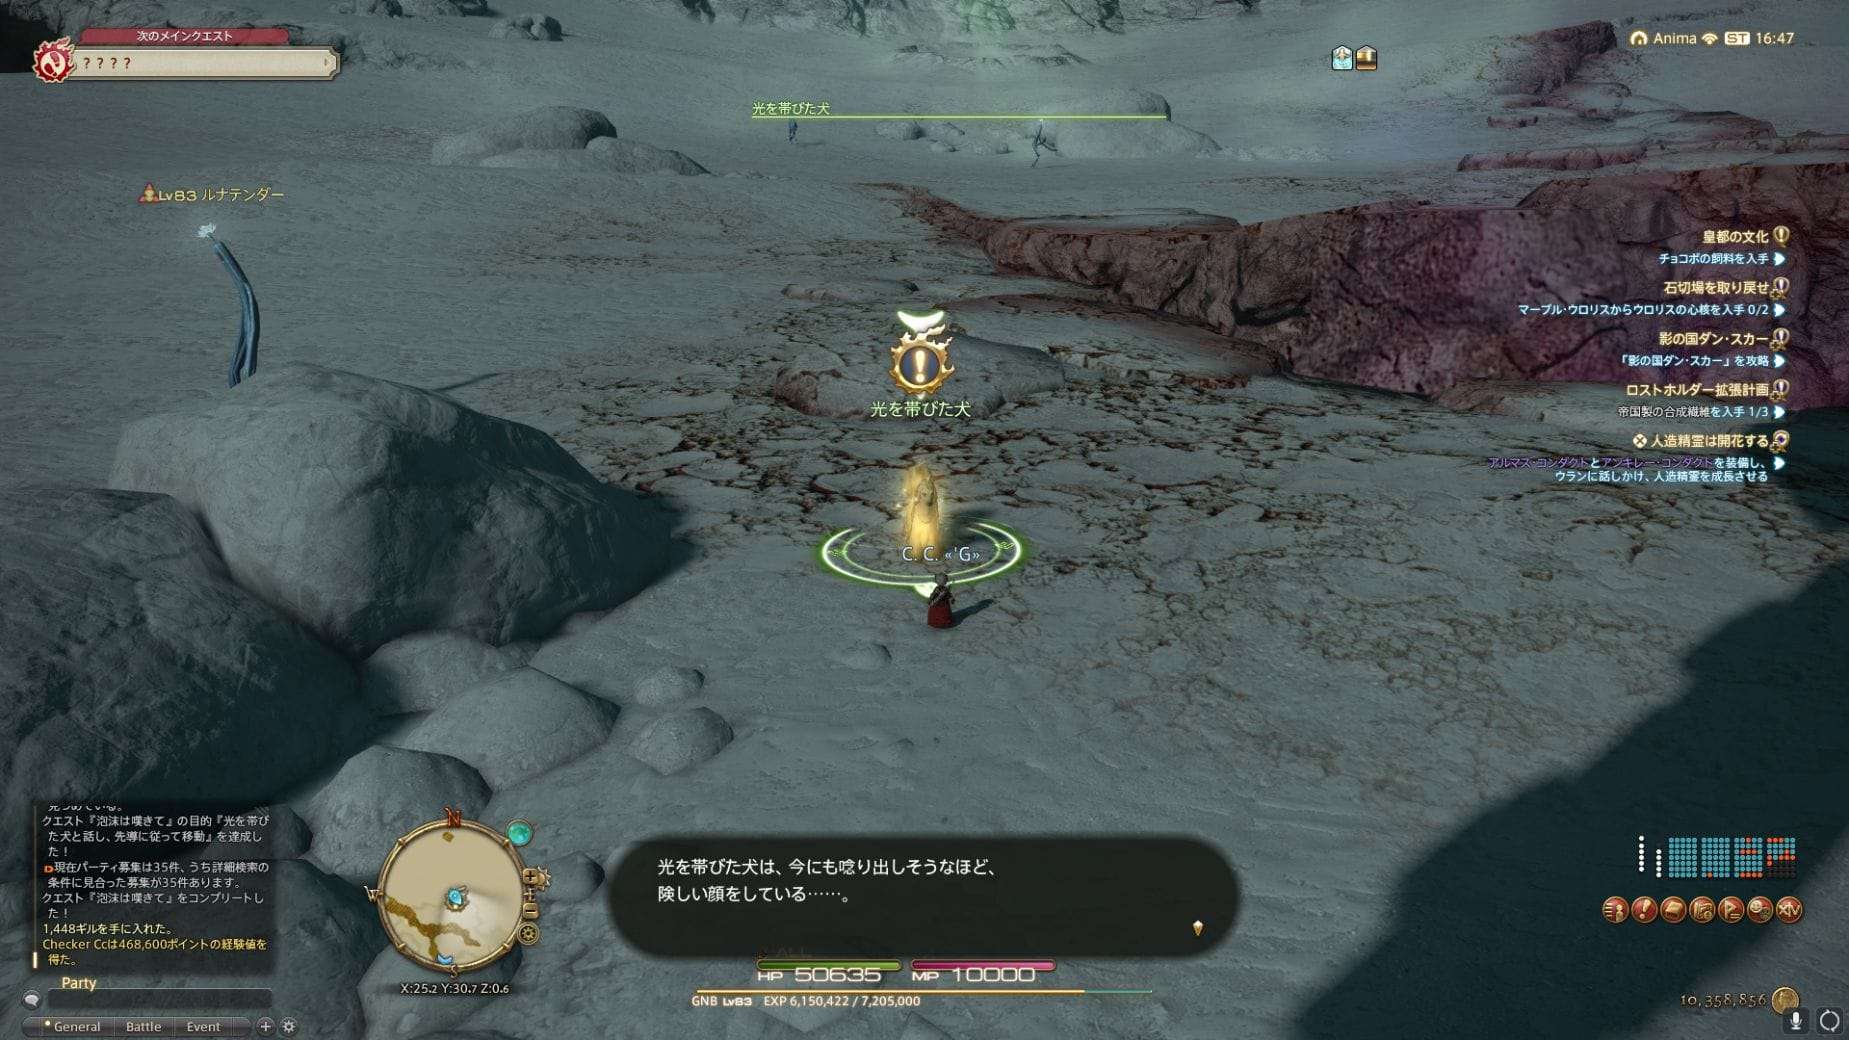 次のメインクエスト
????
Anima ST 16:47
光を帯びた犬
Lv83 ルナテンダー
皇都の文化
チョコボの飼料を入手
石切場を取り戻せ
マーブル・ウロリスからウロリスの心核を入手 0/2
影の国ダン・スカー
「影の国ダン・スカー」を攻略
ロストホルダー拡張計画
帝国製の合成繊維を入手 1/3
人造精霊は開花する
アルマズ・コンダクトとアンキレー・コンダクトを装備し、
ウランに話しかけ、人造精霊を成長させる
光を帯びた犬
C. C. «'G»
クエスト『泡沫は嘆きて』の目的『光を帯び
た犬と話し、先導に従って移動』を達成し
た！
現在パーティ募集は35件、うち詳細検索の
条件に見合った募集が35件あります。
クエスト『泡沫は嘆きて』をコンプリートし
た！
1,448ギルを手に入れた。
Checker Ccは468,600ポイントの経験値を
得た。
Party
General Battle Event
N
W
S
X:25.2 Y:30.7 Z:0.6
光を帯びた犬は、今にも唸り出しそうなほど、
険しい顔をしている……。
HP 50635 MP 10000
GNB Lv83 EXP 6,150,422 / 7,205,000
XIV
10,358,856